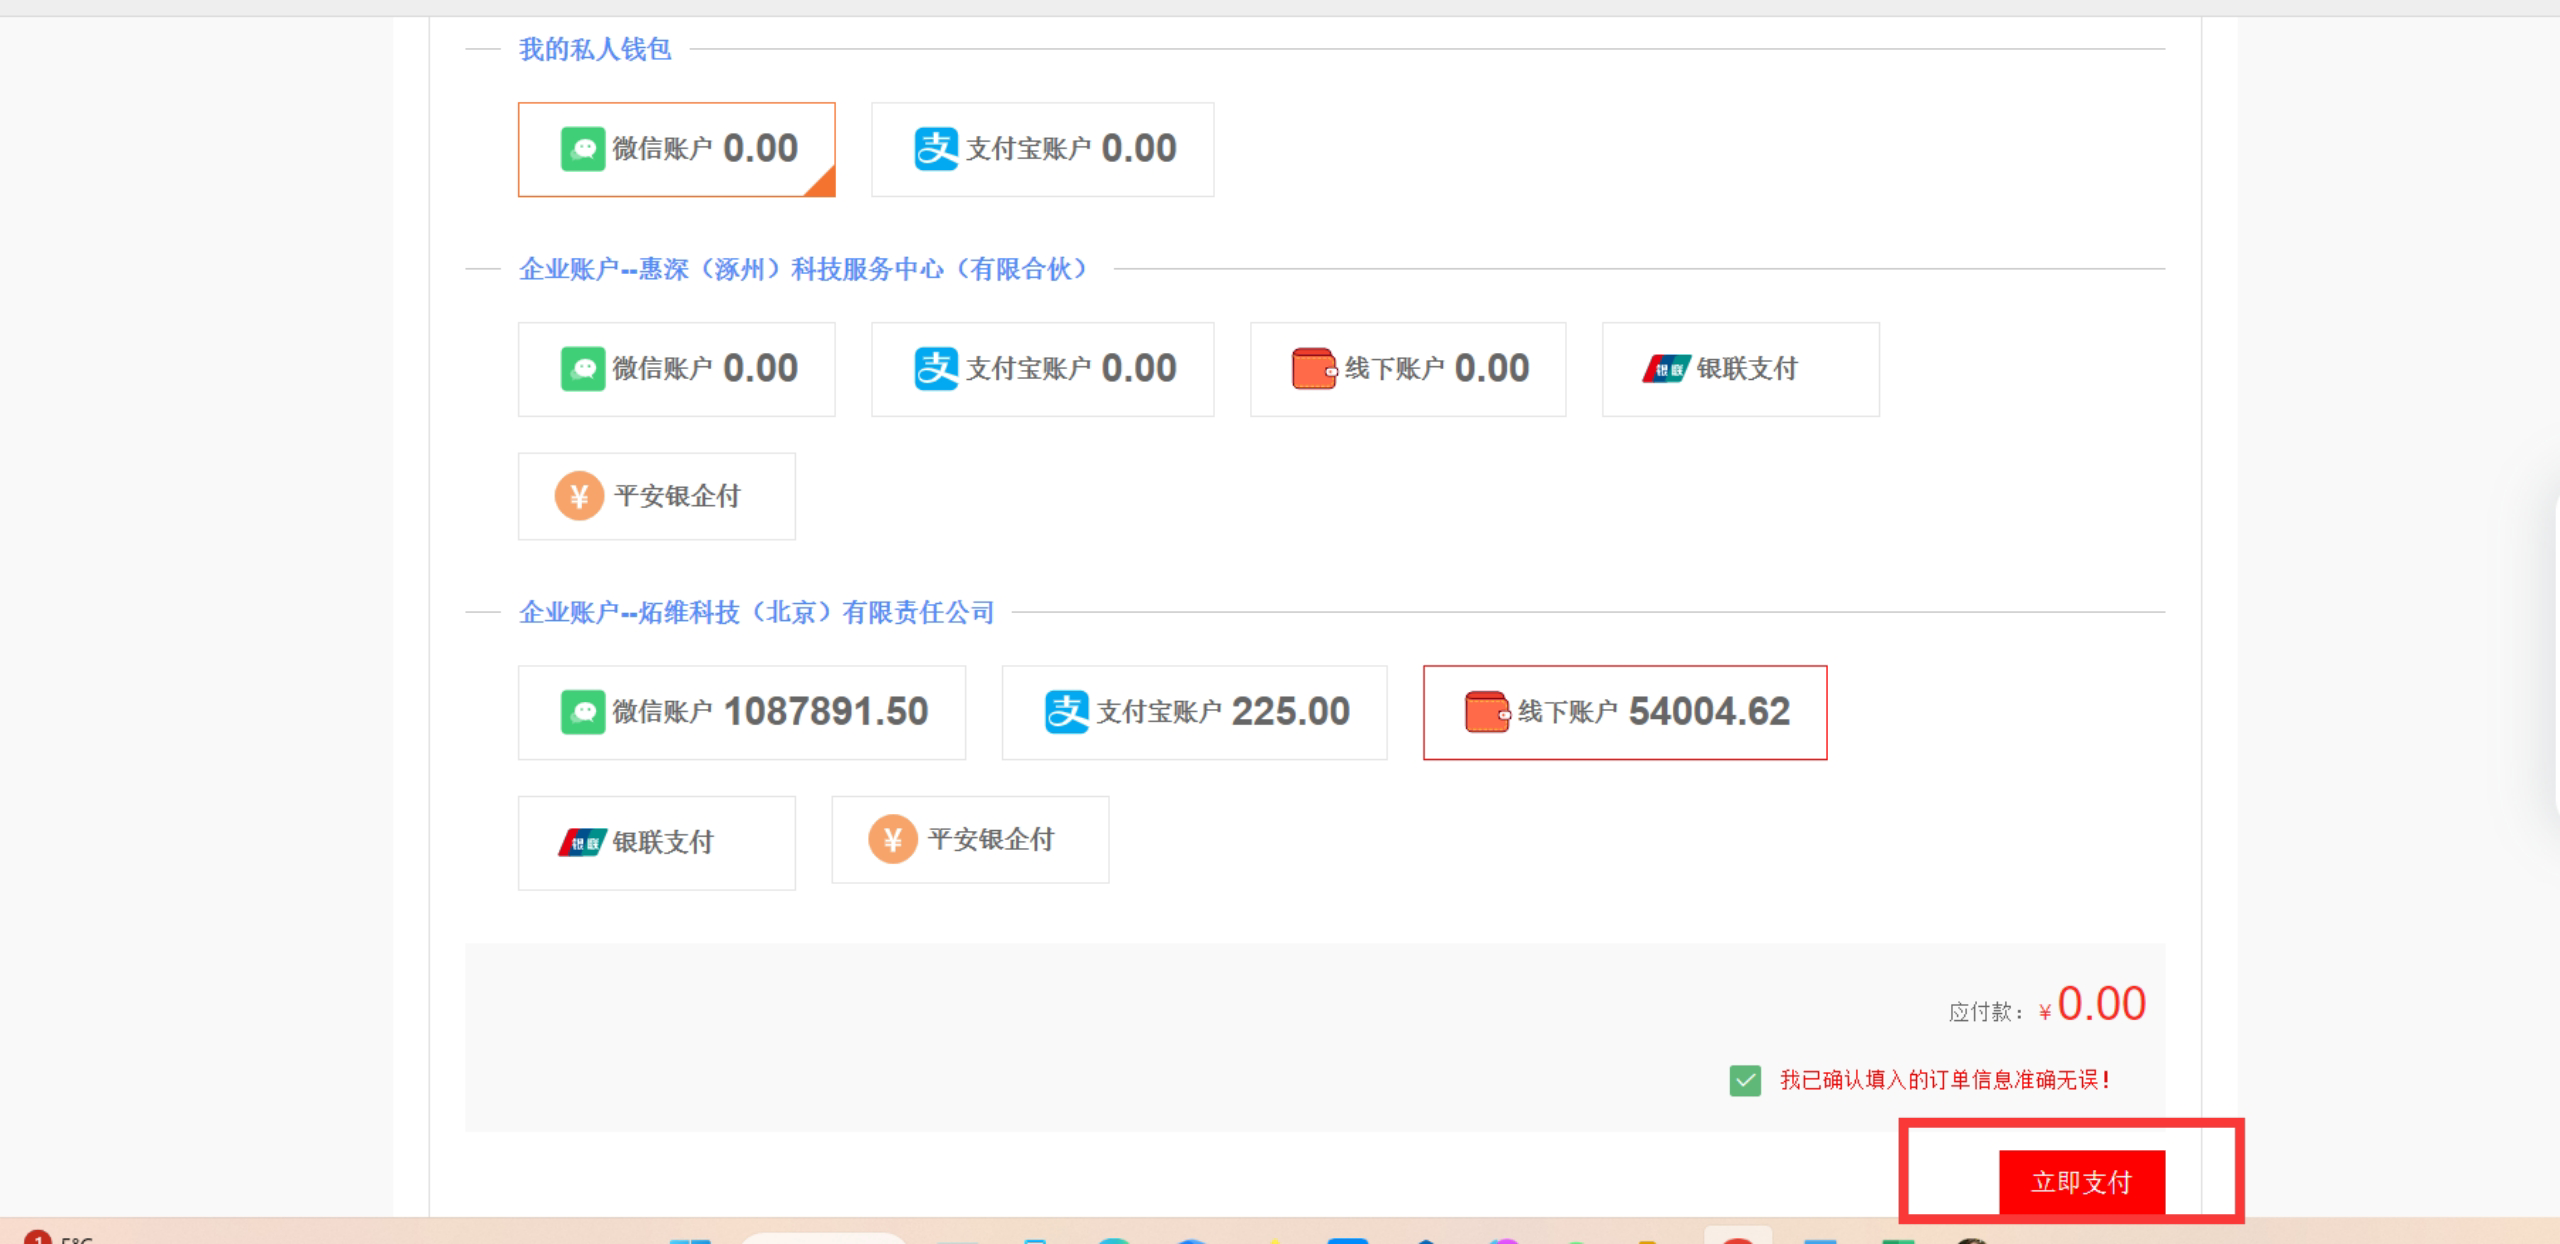 我的私人钱包
微信账户 0.00 支付宝账户 0.00
企业账户--惠深（涿州）科技服务中心（有限合伙）
微信账户 0.00 支付宝账户 0.00 线下账户 0.00 银联 银联支付
¥ 平安银企付
企业账户--炻维科技（北京）有限责任公司
微信账户 1087891.50 支付宝账户 225.00 线下账户 54004.62
银联 银联支付 ¥ 平安银企付
应付款：¥0.00
我已确认填入的订单信息准确无误！
立即支付